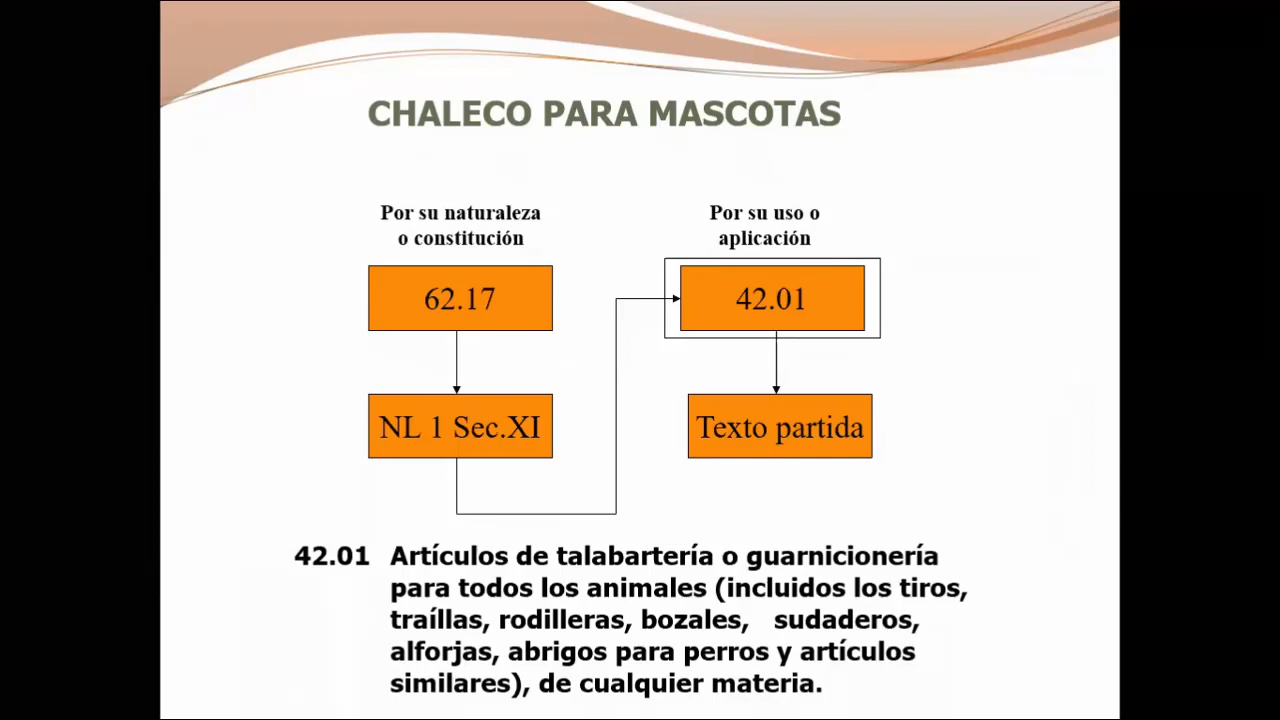 CHALECO PARA MASCOTAS
Por su naturaleza
o constitución
Por su uso o
aplicación
62.17
42.01
NL 1 Sec.XI
Texto partida
42.01 Artículos de talabartería o guarnicionería
para todos los animales (incluidos los tiros,
traíllas, rodilleras, bozales, sudaderos,
alforjas, abrigos para perros y artículos
similares), de cualquier materia.